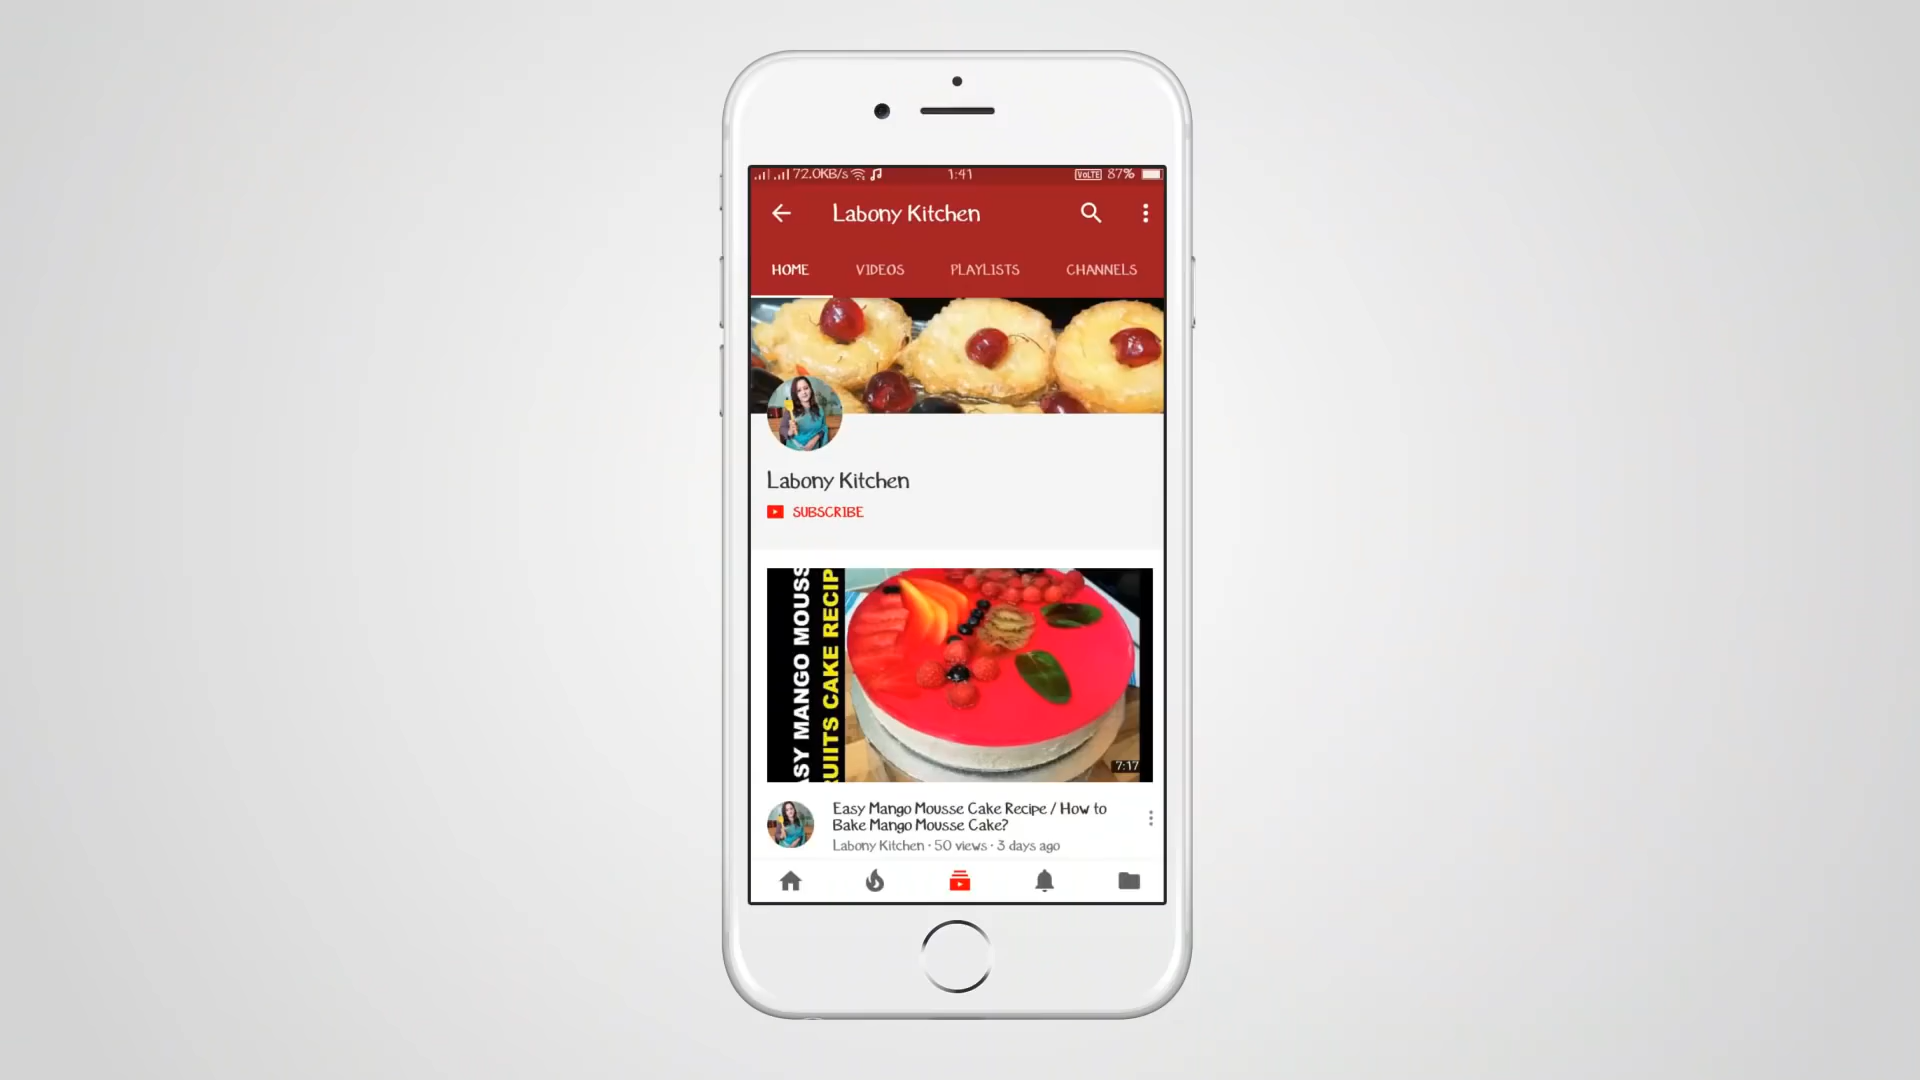 72.0KB/s 1:41 VoLTE 87%
Labony Kitchen
HOME VIDEOS PLAYLISTS CHANNELS
Labony Kitchen
SUBSCRIBE
ASY MANGO MOUSS
RUIITS CAKE RECIP
7:17
Easy Mango Mousse Cake Recipe / How to
Bake Mango Mousse Cake?
Labony Kitchen · 50 views · 3 days ago